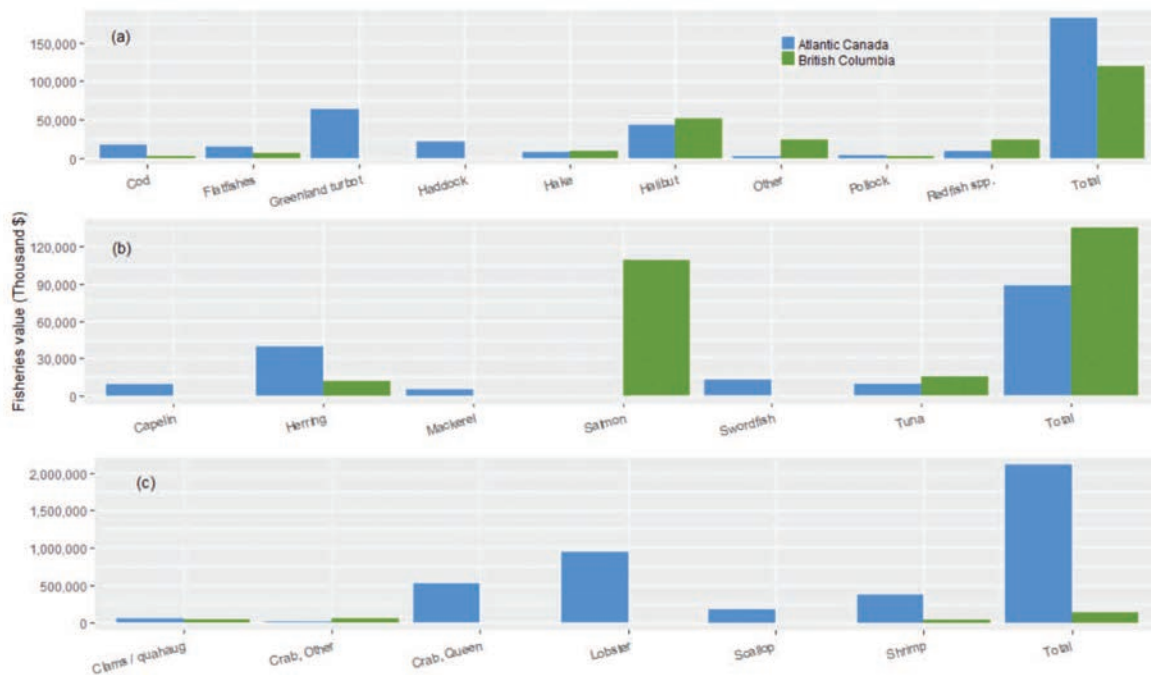 (a)
Atlantic Canada
British Columbia
150,000
100,000
50,000
0
Cod
Flatfishes
Greenland turbot
Haddock
Hake
Halibut
Other
Pollock
Redfish spp.
Total
Fisheries value (Thousand $)
(b)
120,000
90,000
60,000
30,000
0
Capelin
Herring
Mackerel
Salmon
Swordfish
Tuna
Total
(c)
2,000,000
1,500,000
1,000,000
500,000
0
Clams / quahaug
Crab, Other
Crab, Queen
Lobster
Scallop
Shrimp
Total